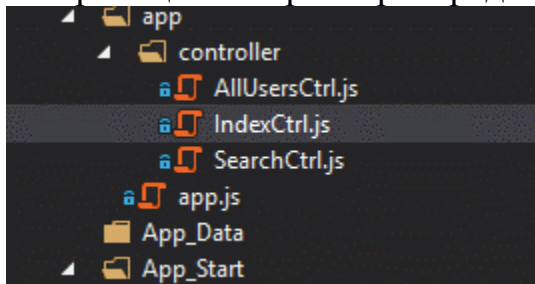 app
controller
AllUsersCtrl.js
IndexCtrl.js
SearchCtrl.js
app.js
App_Data
App_Start